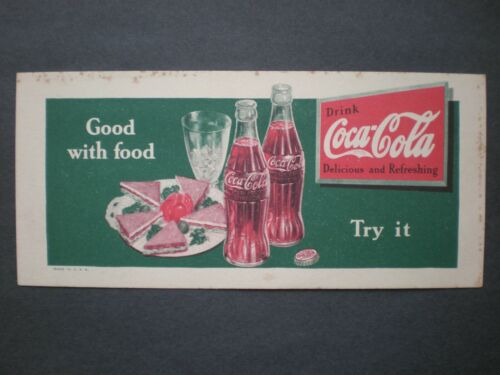 Good
with food
Drink
Coca-Cola
Delicious and Refreshing
Coca-Cola
Coca-Cola
Try it